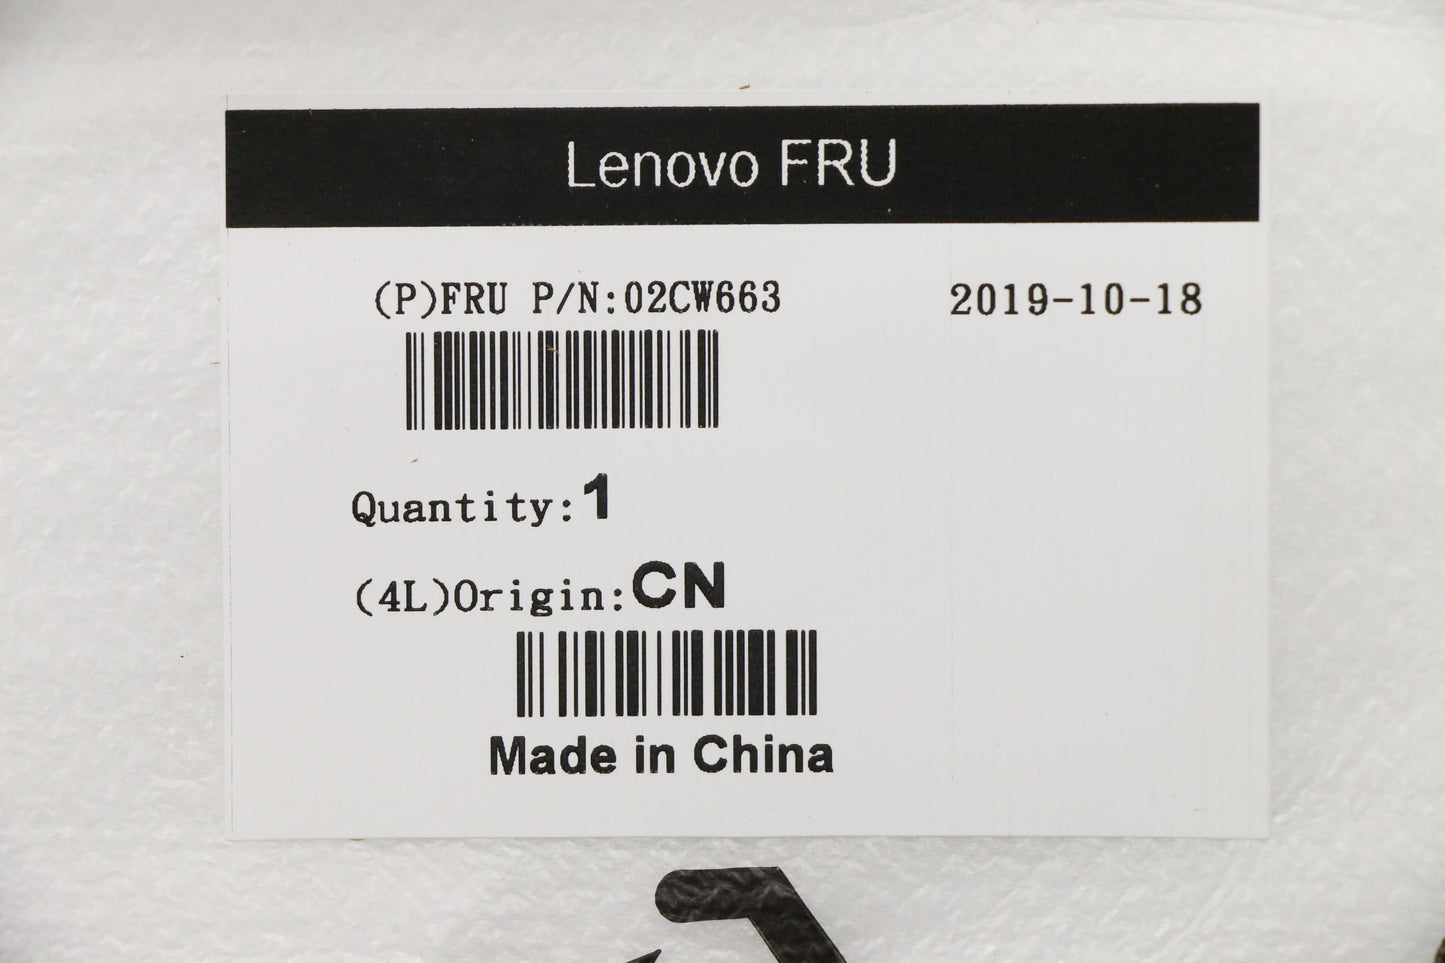 Lenovo FRU
(P)FRU P/N:02CW663 2019-10-18
Quantity:1
(4L)Origin:CN
Made in China